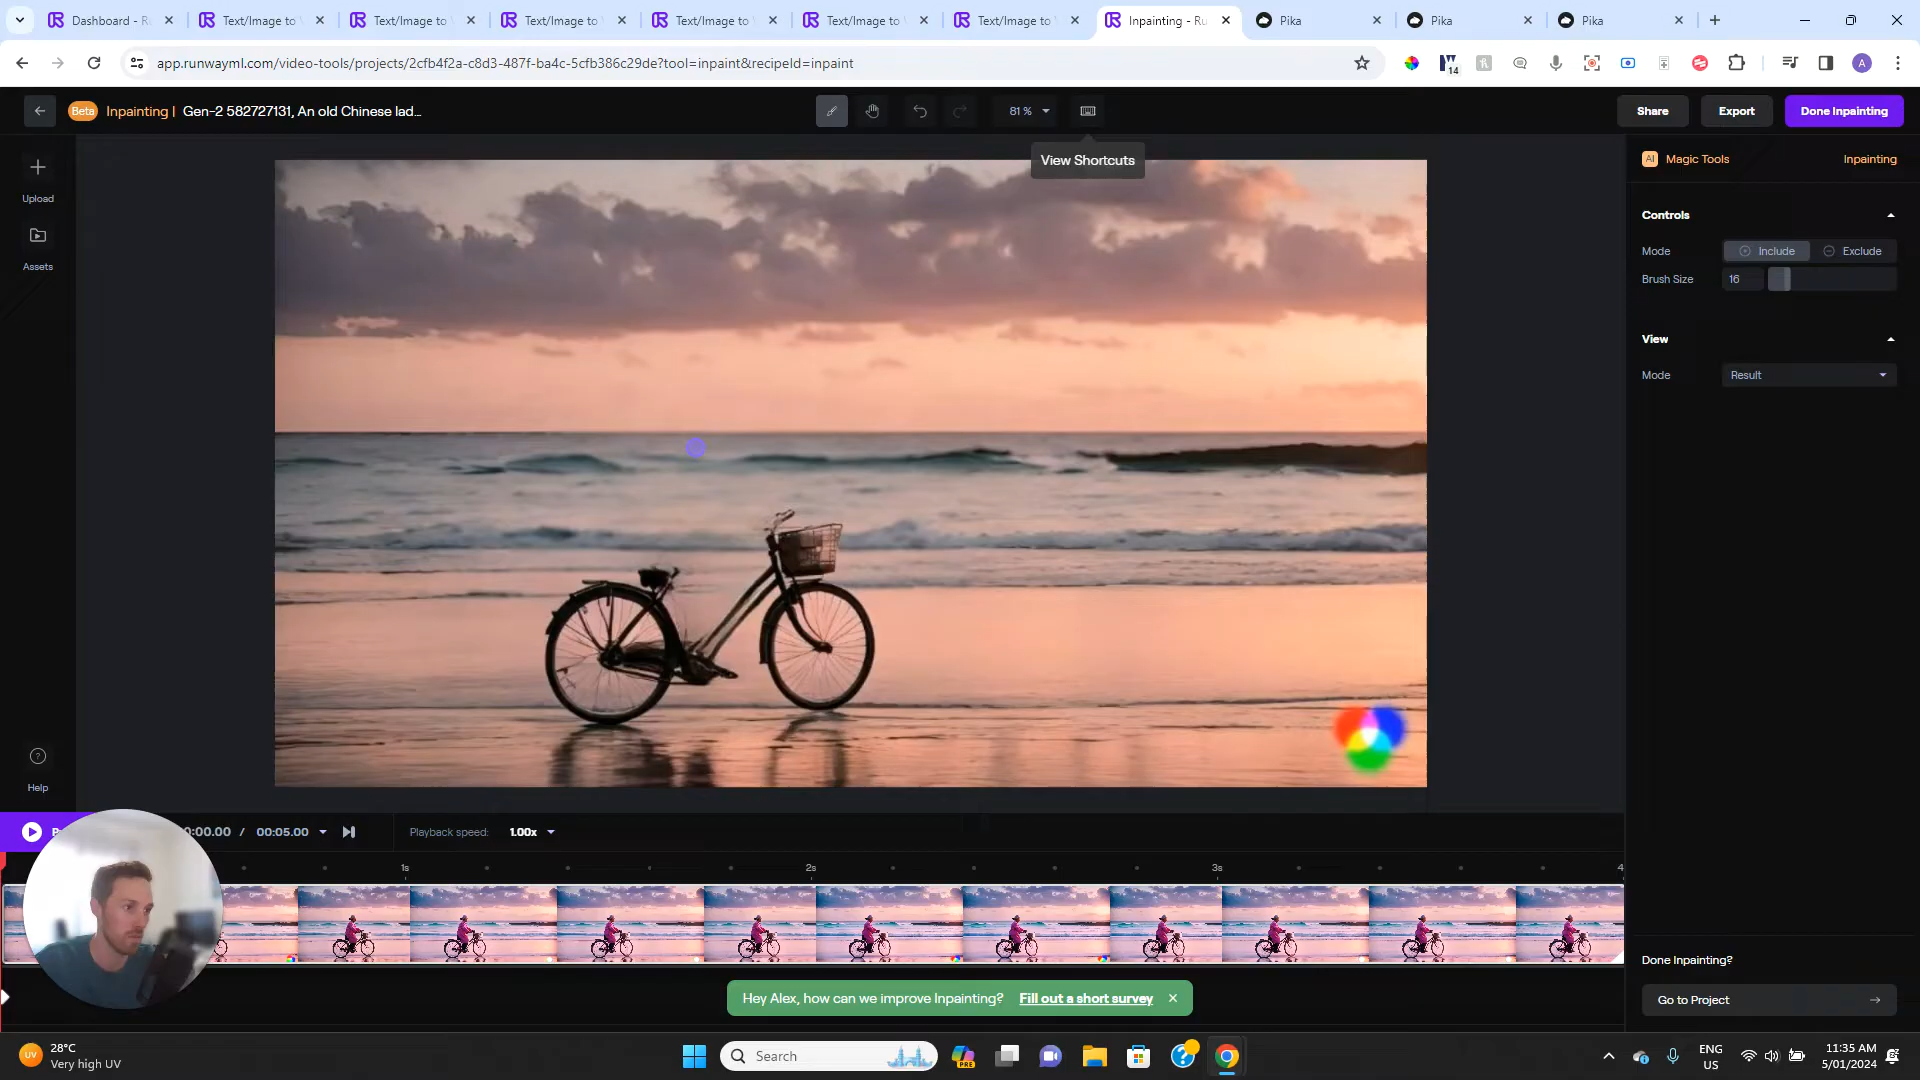 Dashboard - Ru
Text/Image to V
Text/Image to V
Text/Image to V
Text/Image to V
Text/Image to V
Text/Image to V
Inpainting - Ru
Pika
Pika
Pika
app.runwayml.com/video-tools/projects/2cfb4f2a-c8d3-487f-ba4c-5cfb386c29de?tool=inpaint&recipeId=inpaint
14
A
Beta
Inpainting |
Gen-2 582727131, An old Chinese lad...
81 %
Share
Export
Done Inpainting
View Shortcuts
Upload
Assets
Help
AI
Magic Tools
Inpainting
Controls
Mode
Include
Exclude
Brush Size
16
View
Mode
Result
:00.00 / 00:05.00
Playback speed:
1.00x
1s
2s
3s
4
Hey Alex, how can we improve Inpainting? Fill out a short survey
Done Inpainting?
Go to Project
UV
28°C
Very high UV
Search
PRE
ENG
US
11:35 AM
5/01/2024